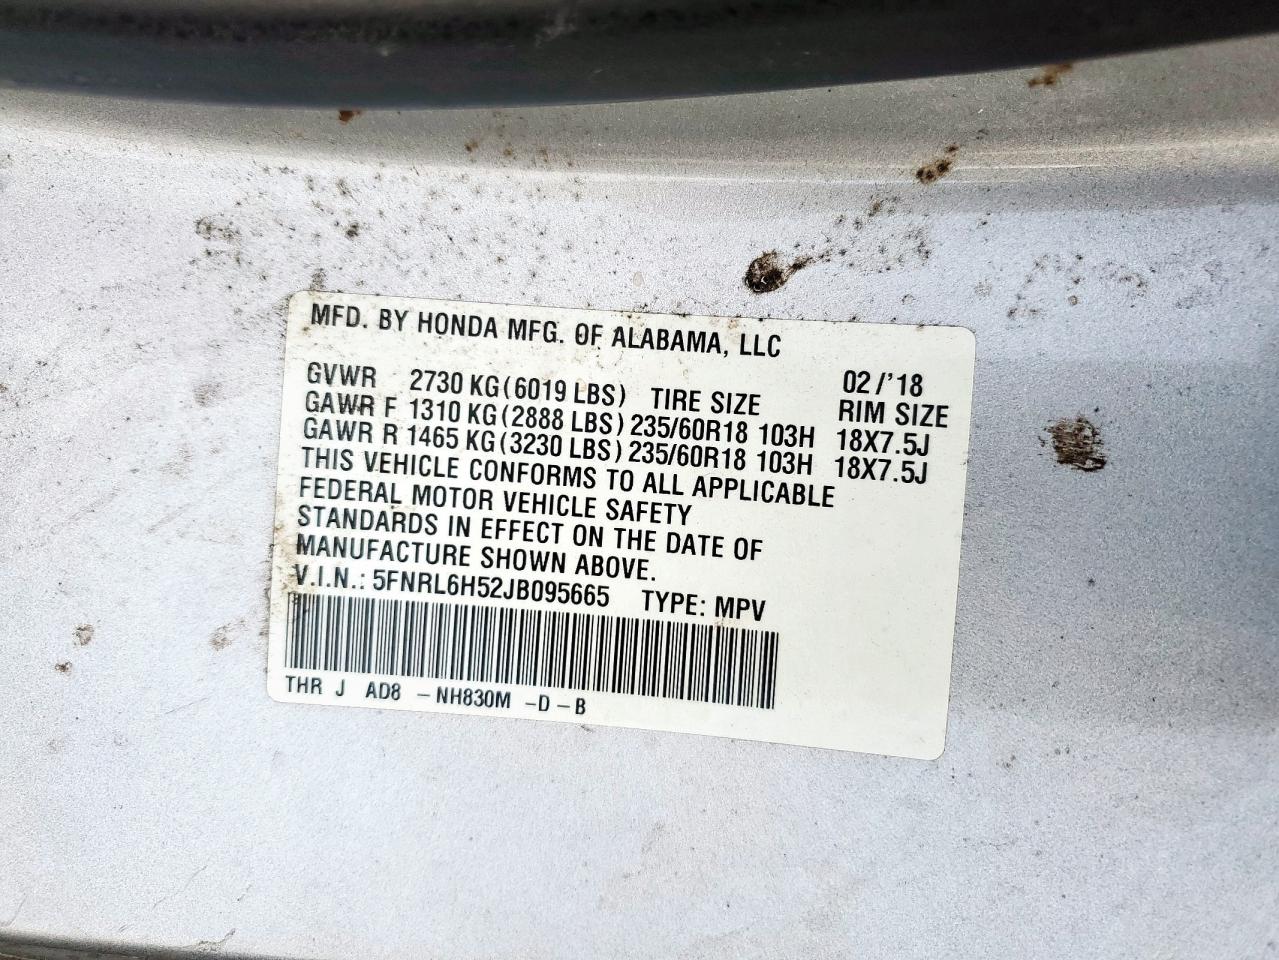 MFD. BY HONDA MFG. OF ALABAMA, LLC
GVWR 2730 KG(6019 LBS) TIRE SIZE 02/'18 RIM SIZE
GAWR F 1310 KG(2888 LBS) 235/60R18 103H 18X7.5J
GAWR R 1465 KG(3230 LBS) 235/60R18 103H 18X7.5J
THIS VEHICLE CONFORMS TO ALL APPLICABLE
FEDERAL MOTOR VEHICLE SAFETY
STANDARDS IN EFFECT ON THE DATE OF
MANUFACTURE SHOWN ABOVE.
V.I.N.: 5FNRL6H52JB095665 TYPE: MPV
THR J AD8 -NH830M -D-B